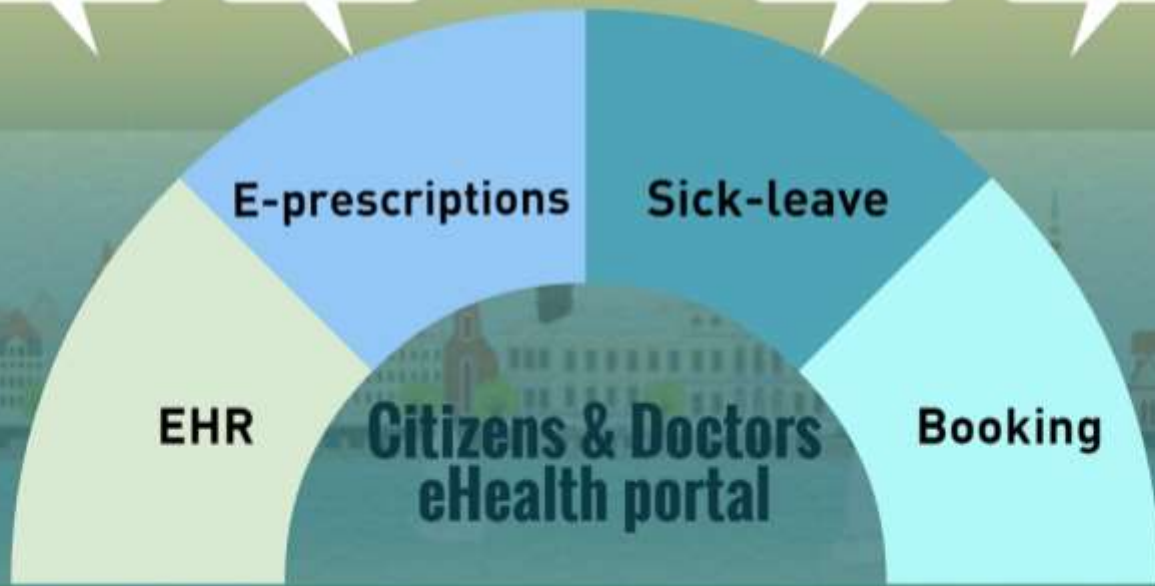 E-prescriptions
Sick-leave
EHR
Citizens & Doctors
eHealth portal
Booking